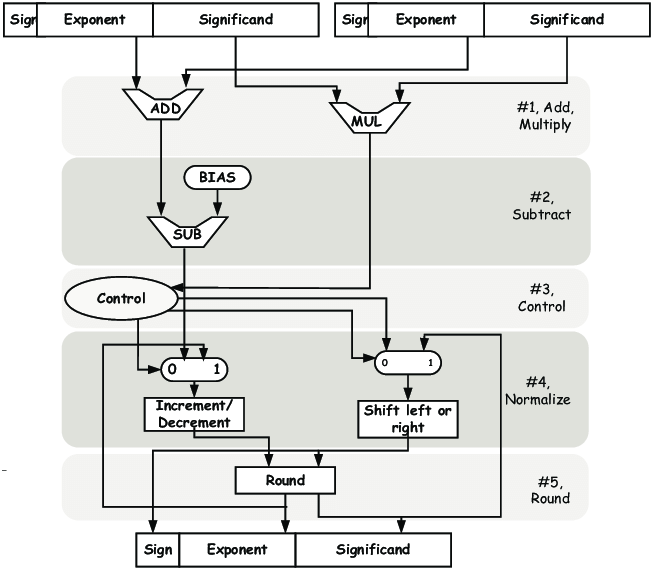 Sign Exponent Significand Sign Exponent Significand
ADD
MUL
#1, Add,
Multiply
BIAS
SUB
#2,
Subtract
Control
#3,
Control
0 1
0 1
Increment/
Decrement
Shift left or
right
#4,
Normalize
Round
#5,
Round
Sign Exponent Significand